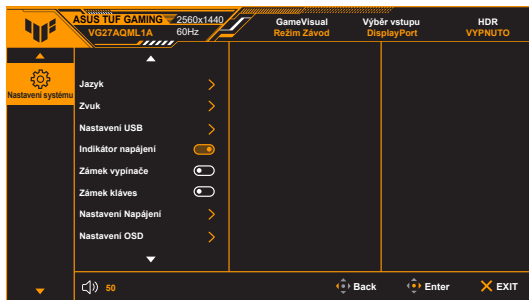 ASUS TUF GAMING 2560x1440 GameVisual Výběr vstupu HDR
VG27AQML1A 60Hz Režim Závod DisplayPort VYPNUTO
Nastavení systému
Jazyk
Zvuk
Nastavení USB
Indikátor napájení
Zámek vypínače
Zámek kláves
Nastavení Napájení
Nastavení OSD
50 Back Enter EXIT